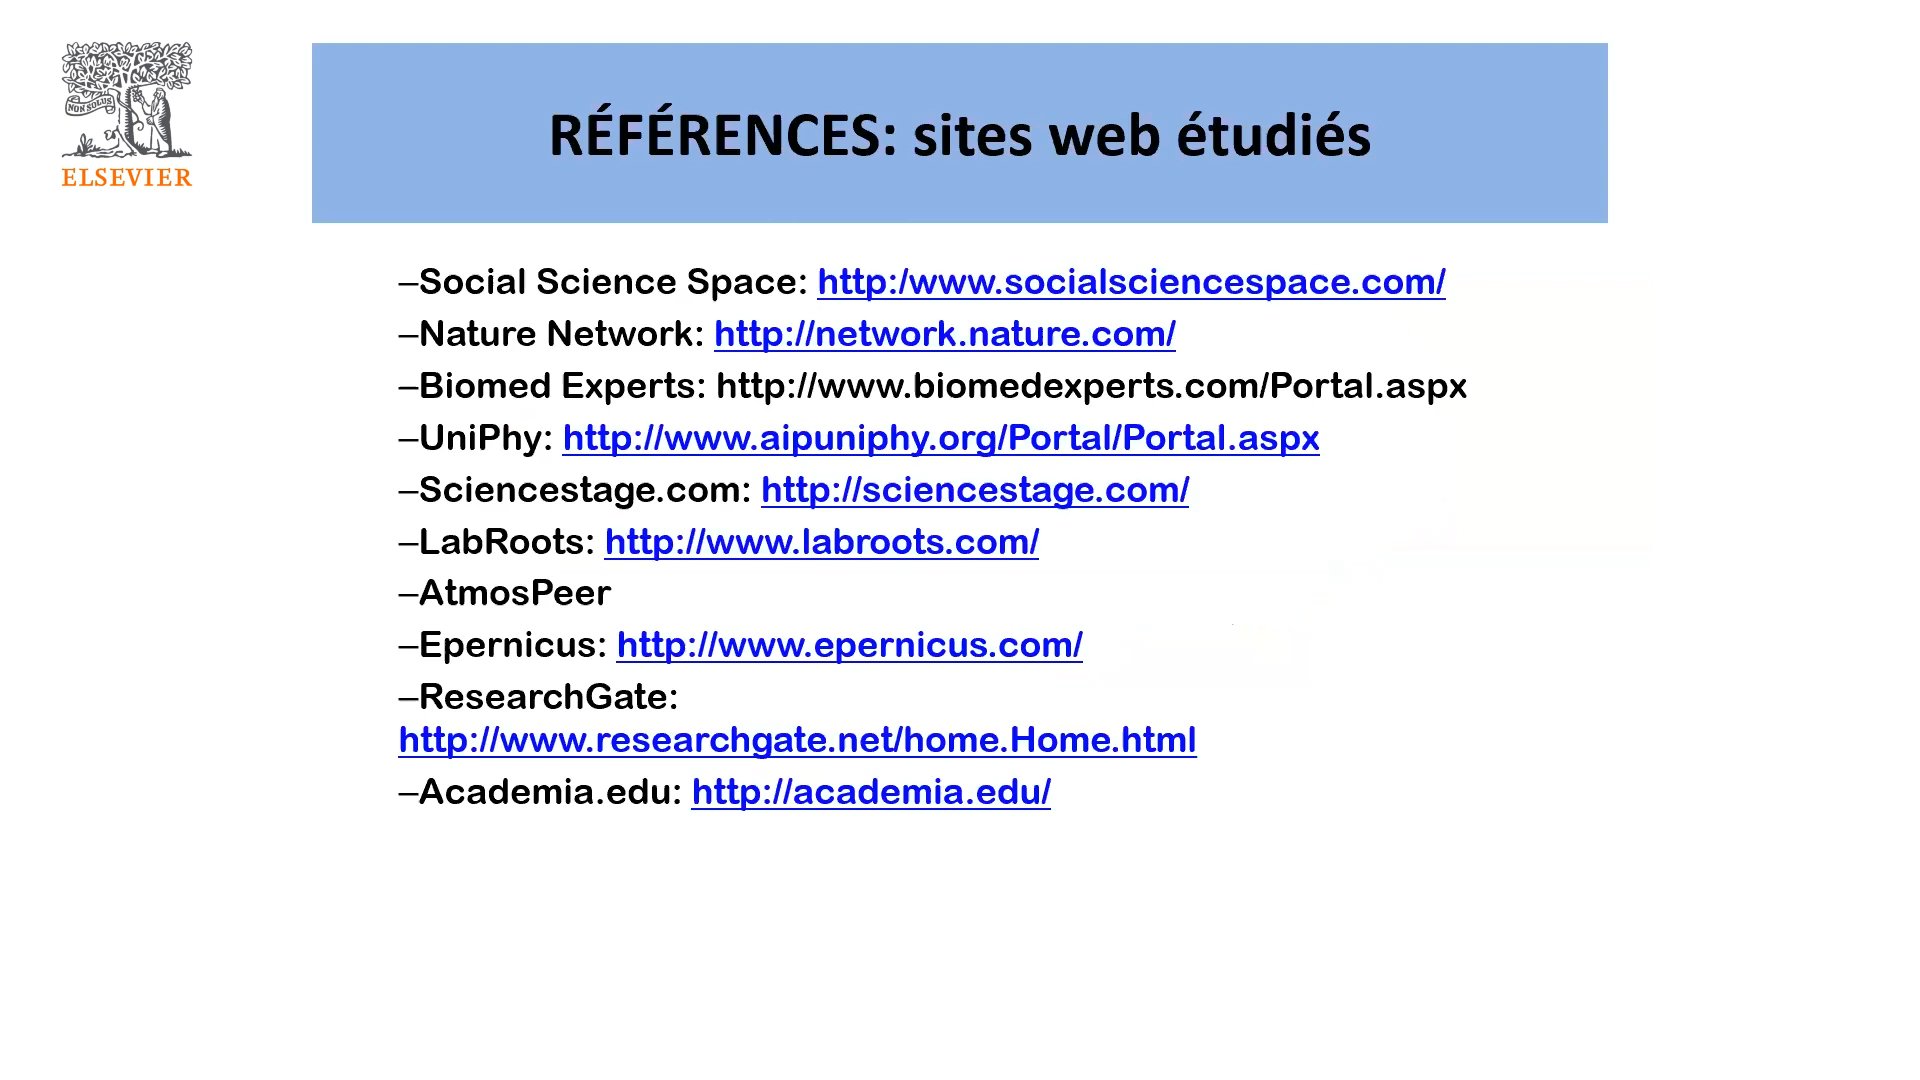 NON SOLUS
ELSEVIER
RÉFÉRENCES: sites web étudiés
–Social Science Space: http:/www.socialsciencespace.com/
–Nature Network: http://network.nature.com/
–Biomed Experts: http://www.biomedexperts.com/Portal.aspx
–UniPhy: http://www.aipuniphy.org/Portal/Portal.aspx
–Sciencestage.com: http://sciencestage.com/
–LabRoots: http://www.labroots.com/
–AtmosPeer
–Epernicus: http://www.epernicus.com/
–ResearchGate:
http://www.researchgate.net/home.Home.html
–Academia.edu: http://academia.edu/